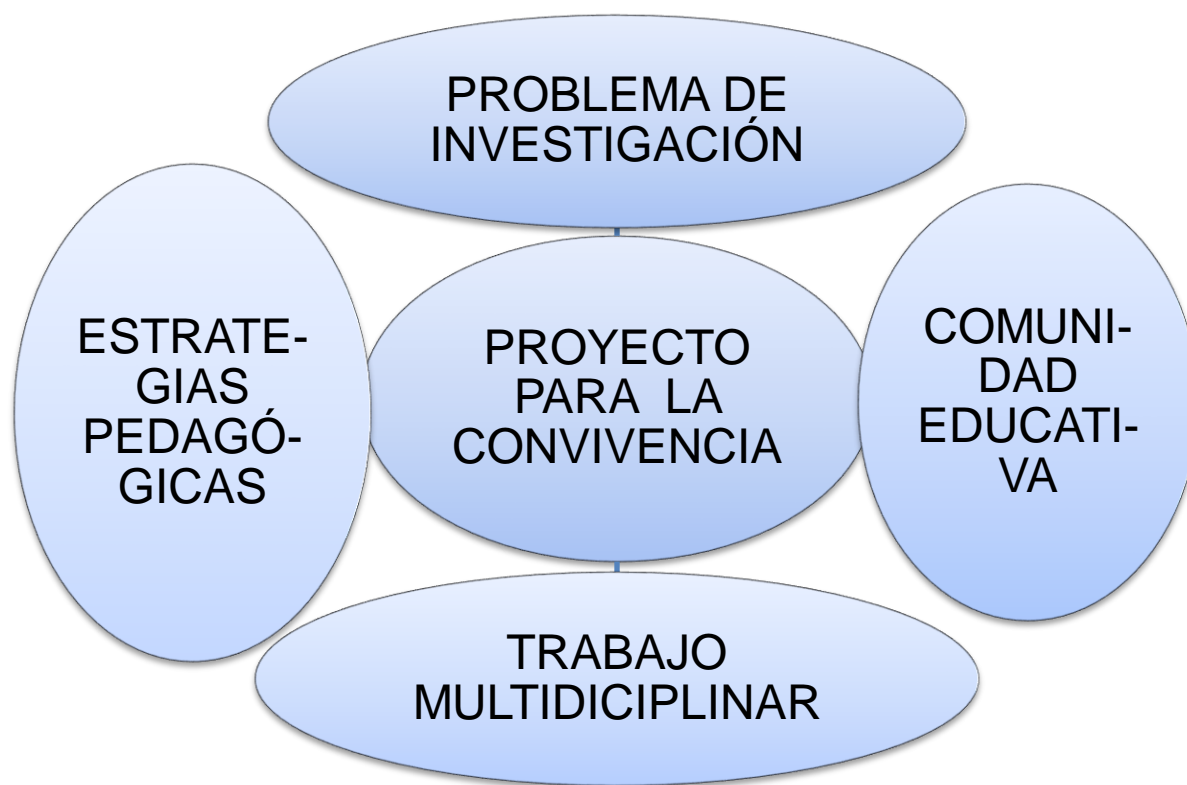 PROBLEMA DE
INVESTIGACIÓN
ESTRATE-
GIAS
PEDAGÓ-
GICAS
PROYECTO
PARA LA
CONVIVENCIA
COMUNI-
DAD
EDUCATI-
VA
TRABAJO
MULTIDICIPLINAR